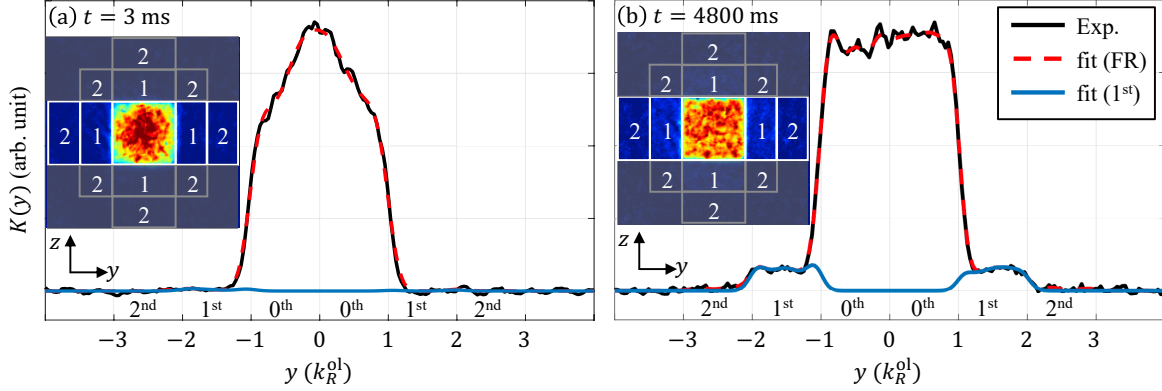 (a) t = 3 ms
2
2 1 2
2 1 1 2
2 1 2
2
z
y
K(y) (arb. unit)
2nd 1st 0th 0th 1st 2nd
−3 −2 −1 0 1 2 3
y (k_R^ol)
(b) t = 4800 ms
2
2 1 2
2 1 1 2
2 1 2
2
z
y
Exp.
fit (FR)
fit (1st)
2nd 1st 0th 0th 1st 2nd
−3 −2 −1 0 1 2 3
y (k_R^ol)